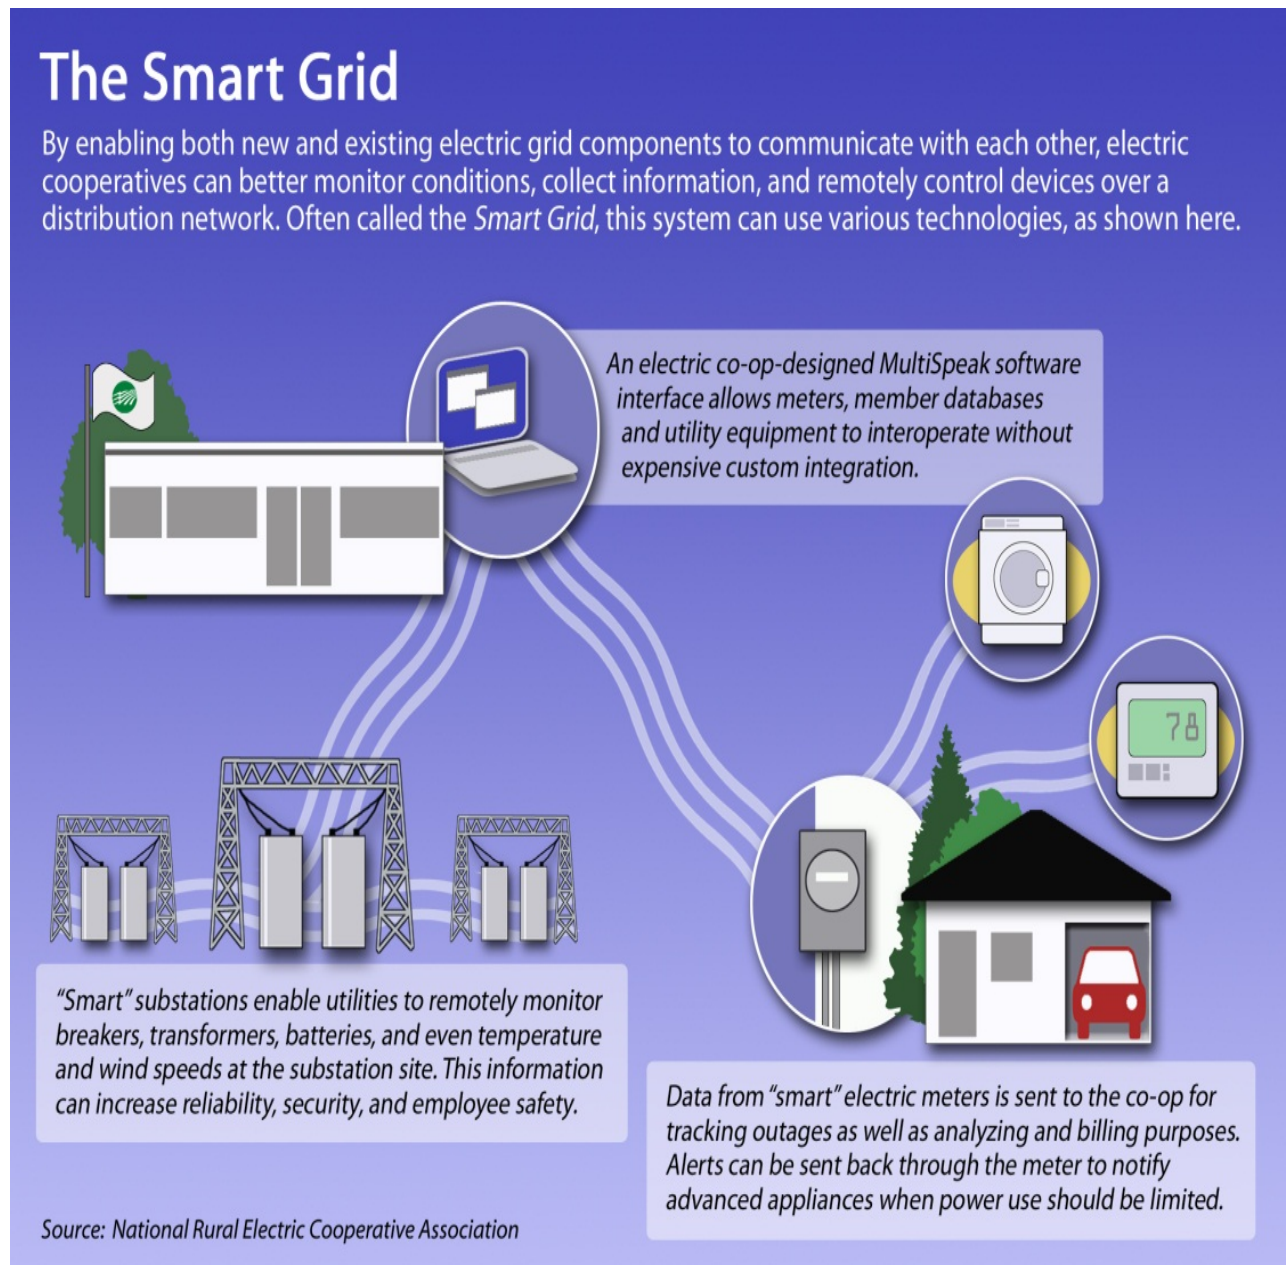 The Smart Grid
By enabling both new and existing electric grid components to communicate with each other, electric
cooperatives can better monitor conditions, collect information, and remotely control devices over a
distribution network. Often called the Smart Grid, this system can use various technologies, as shown here.
An electric co-op-designed MultiSpeak software
interface allows meters, member databases
and utility equipment to interoperate without
expensive custom integration.
78
“Smart” substations enable utilities to remotely monitor
breakers, transformers, batteries, and even temperature
and wind speeds at the substation site. This information
can increase reliability, security, and employee safety.
Data from “smart” electric meters is sent to the co-op for
tracking outages as well as analyzing and billing purposes.
Alerts can be sent back through the meter to notify
advanced appliances when power use should be limited.
Source: National Rural Electric Cooperative Association